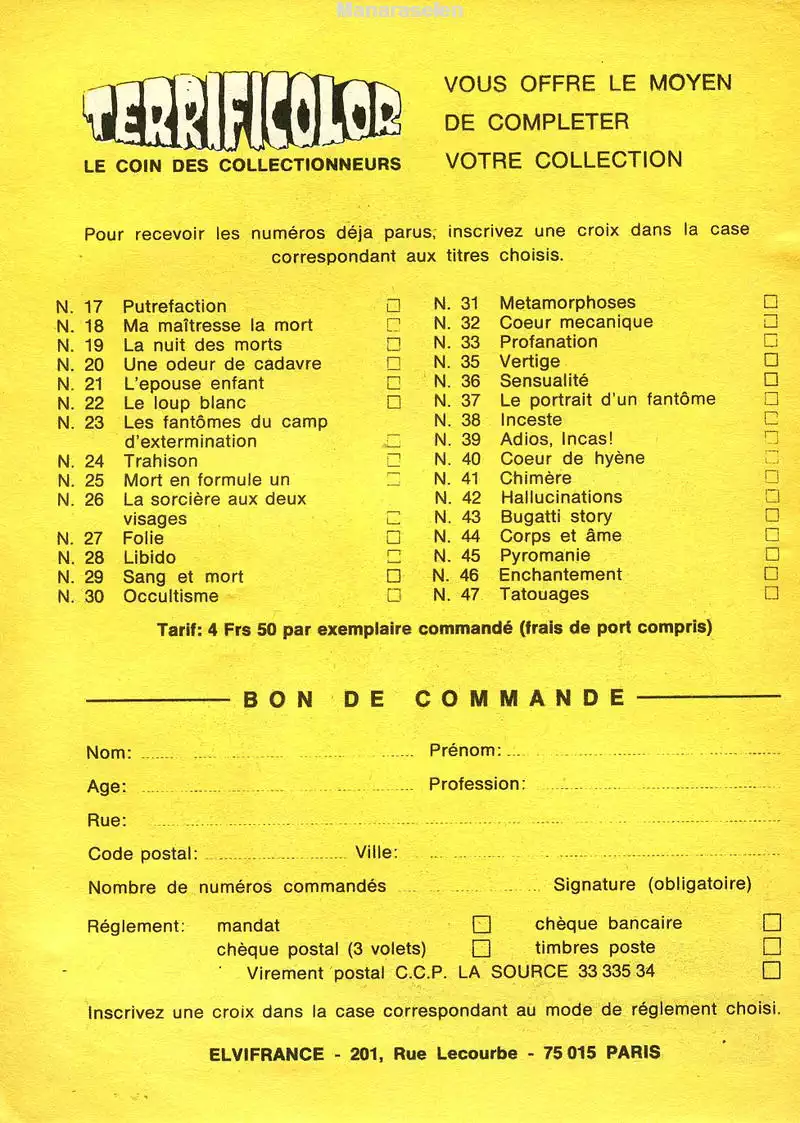 Manaraselen
TERRIFICOLOR
LE COIN DES COLLECTIONNEURS
VOUS OFFRE LE MOYEN
DE COMPLETER
VOTRE COLLECTION
Pour recevoir les numéros déja parus, inscrivez une croix dans la case
correspondant aux titres choisis.
N. 17 Putrefaction
N. 18 Ma maîtresse la mort
N. 19 La nuit des morts
N. 20 Une odeur de cadavre
N. 21 L'epouse enfant
N. 22 Le loup blanc
N. 23 Les fantômes du camp
d'extermination
N. 24 Trahison
N. 25 Mort en formule un
N. 26 La sorcière aux deux
visages
N. 27 Folie
N. 28 Libido
N. 29 Sang et mort
N. 30 Occultisme
N. 31 Metamorphoses
N. 32 Coeur mecanique
N. 33 Profanation
N. 35 Vertige
N. 36 Sensualité
N. 37 Le portrait d'un fantôme
N. 38 Inceste
N. 39 Adios, Incas!
N. 40 Coeur de hyène
N. 41 Chimère
N. 42 Hallucinations
N. 43 Bugatti story
N. 44 Corps et âme
N. 45 Pyromanie
N. 46 Enchantement
N. 47 Tatouages
Tarif: 4 Frs 50 par exemplaire commandé (frais de port compris)
BON DE COMMANDE
Nom: Prénom:
Age: Profession:
Rue:
Code postal: Ville:
Nombre de numéros commandés Signature (obligatoire)
Réglement: mandat chèque bancaire
chèque postal (3 volets) timbres poste
Virement postal C.C.P. LA SOURCE 33 335 34
Inscrivez une croix dans la case correspondant au mode de réglement choisi.
ELVIFRANCE - 201, Rue Lecourbe - 75 015 PARIS